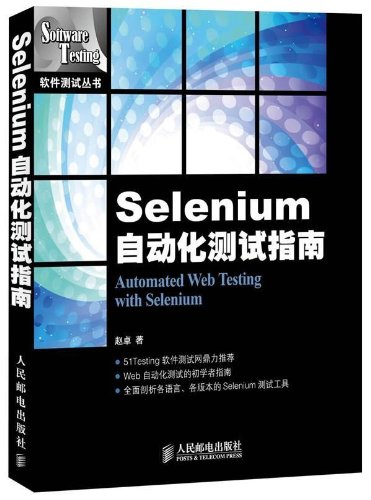 Software
Testing
软件测试丛书
Selenium
自动化测试指南
Automated Web Testing
with Selenium
赵卓 著
• 51Testing 软件测试网鼎力推荐
• Web 自动化测试的初学者指南
• 全面剖析各语言、各版本的 Selenium 测试工具
人民邮电出版社
POSTS & TELECOM PRESS
Selenium 自动化测试指南
人民邮电出版社